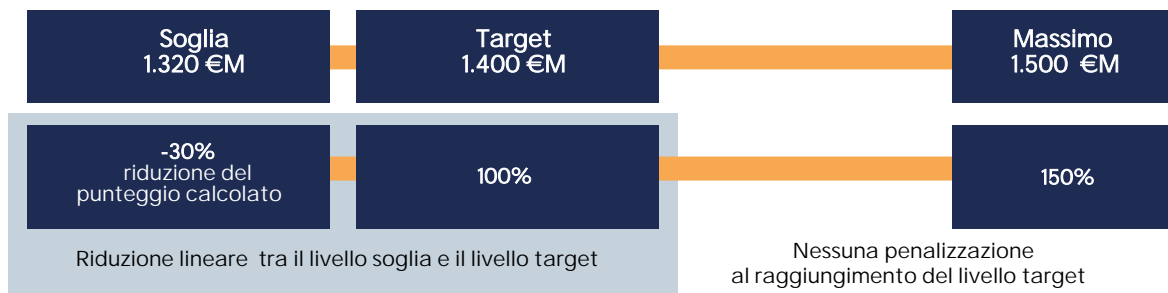 Soglia
1.320 €M
Target
1.400 €M
Massimo
1.500 €M
-30%
riduzione del
punteggio calcolato
100%
150%
Riduzione lineare tra il livello soglia e il livello target
Nessuna penalizzazione
al raggiungimento del livello target